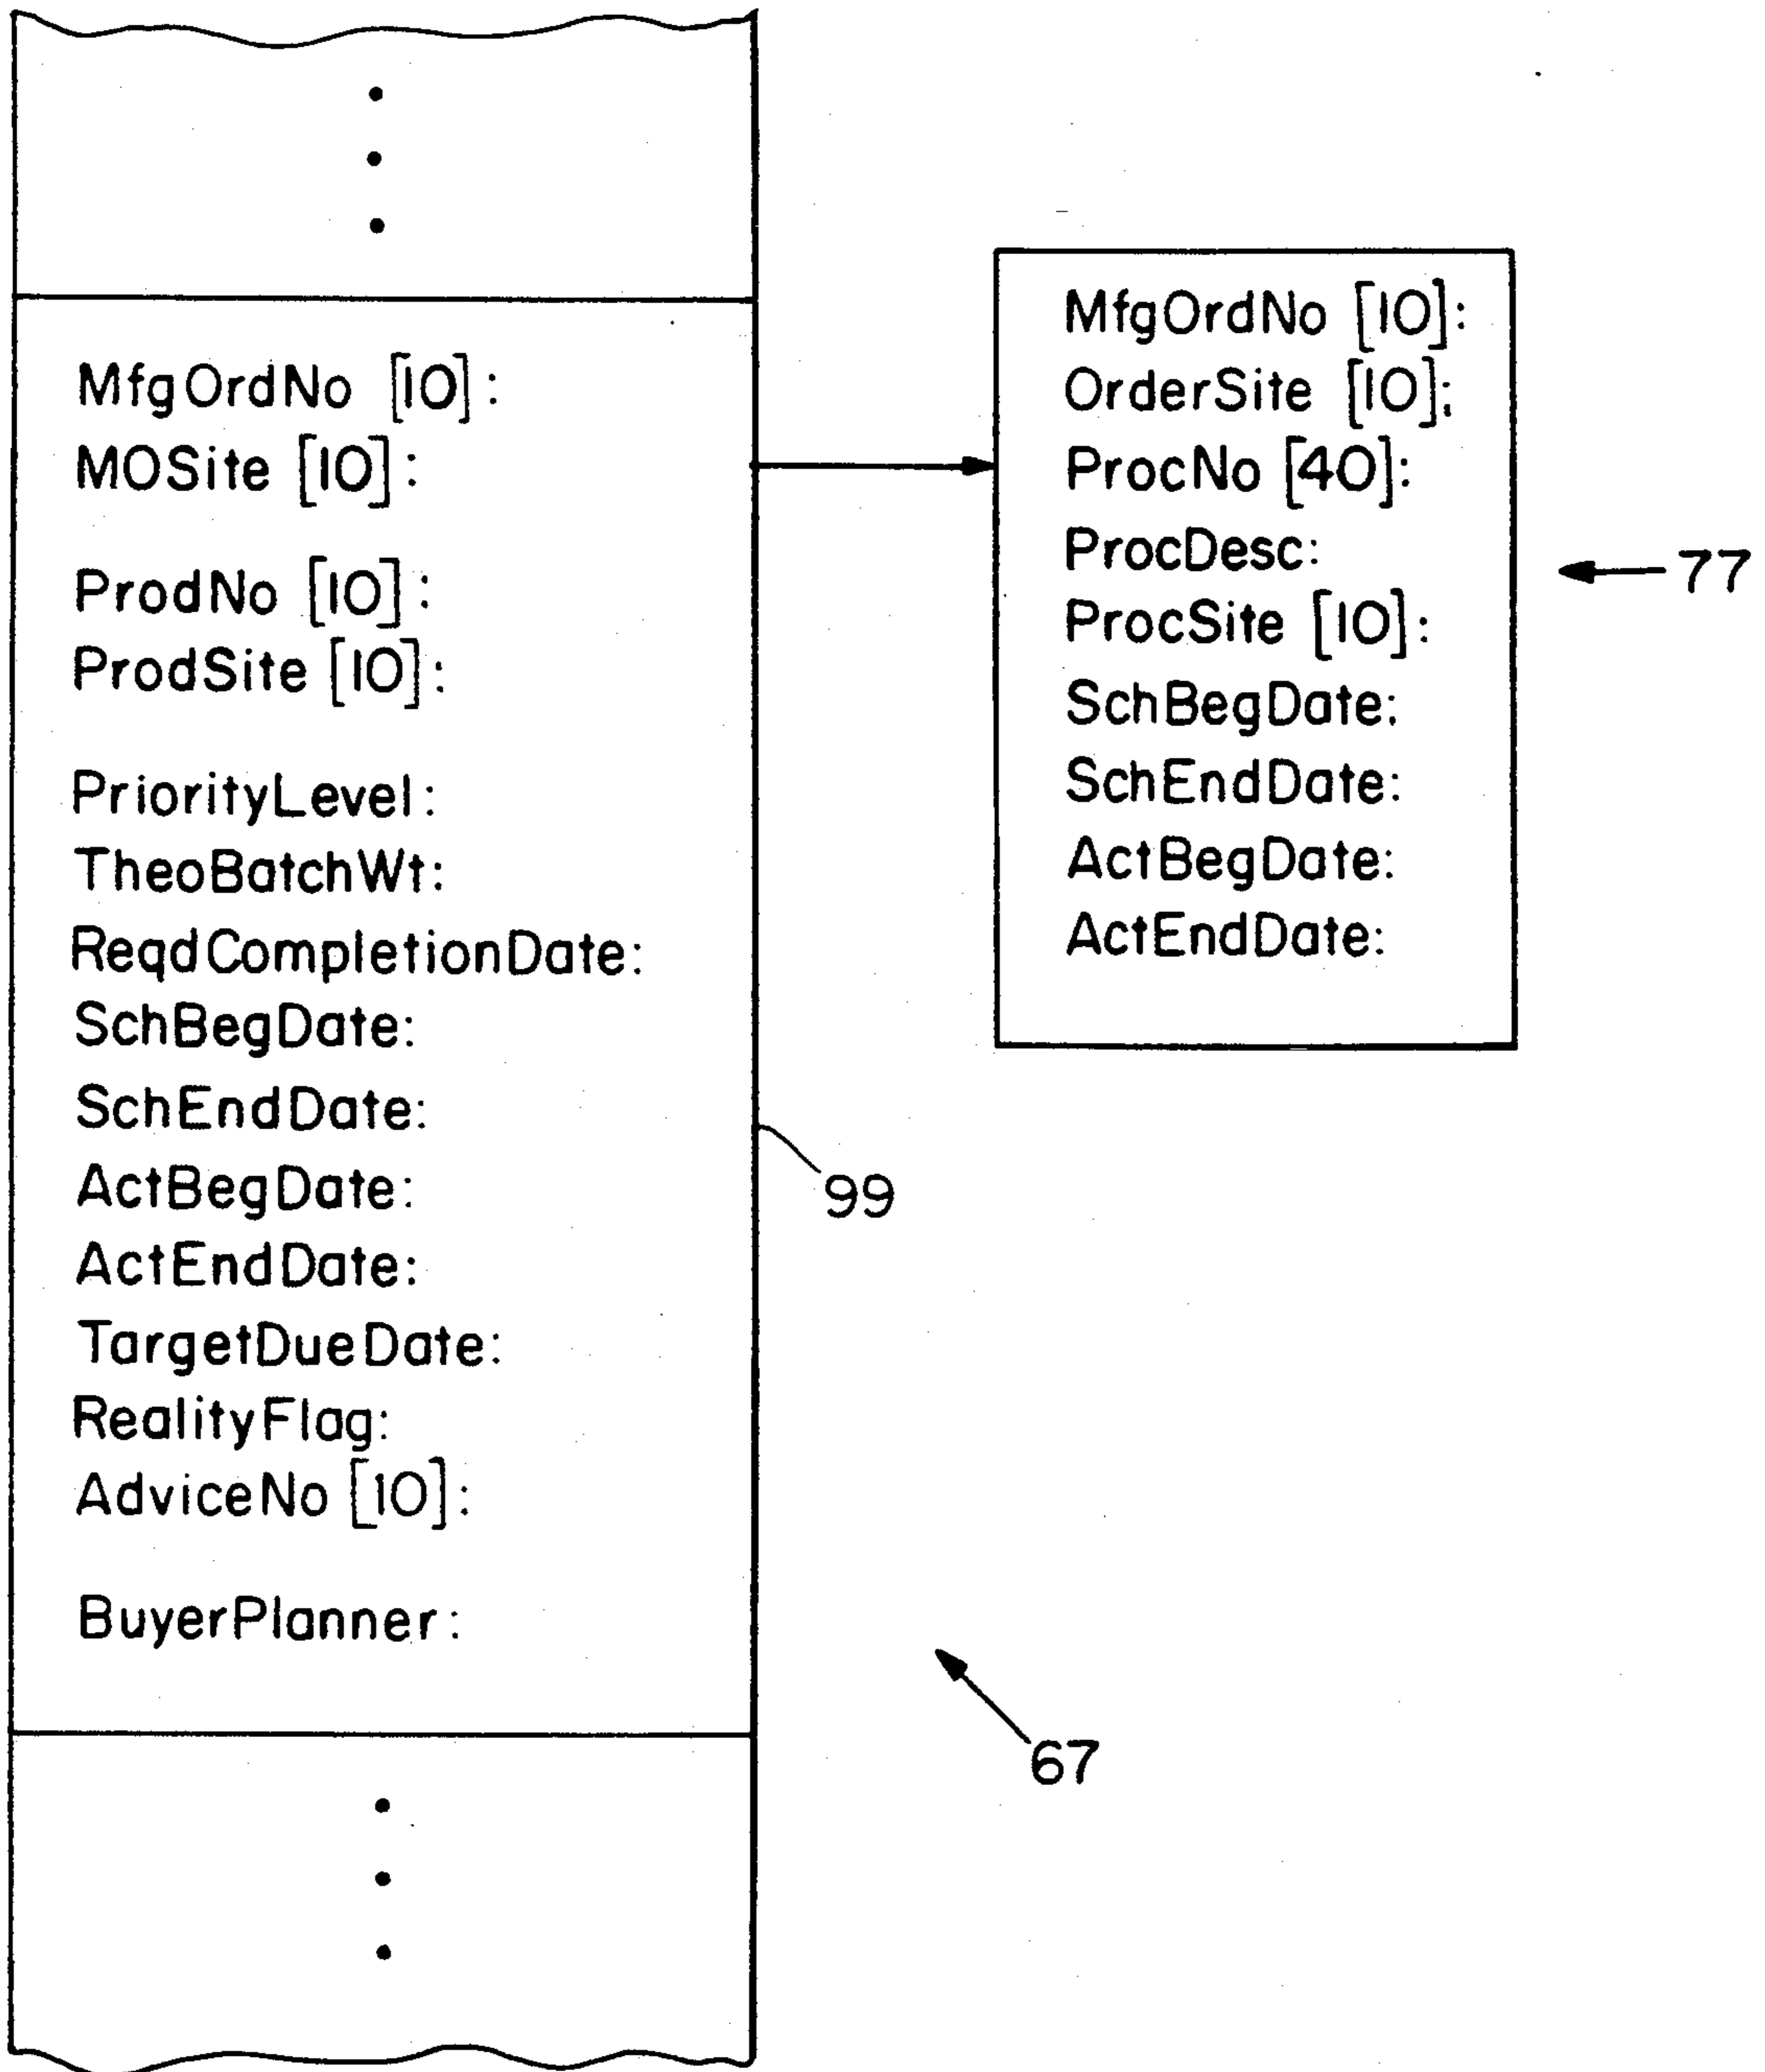 MfgOrdNo [10]:
MOSite [10]:
ProdNo [10]:
ProdSite [10]:
PriorityLevel:
TheoBatchWt:
ReqdCompletionDate:
SchBegDate:
SchEndDate:
ActBegDate:
ActEndDate:
TargetDueDate:
RealityFlag:
AdviceNo [10]:
BuyerPlanner:
MfgOrdNo [10]:
OrderSite [10]:
ProcNo [40]:
ProcDesc:
ProcSite [10]:
SchBegDate:
SchEndDate:
ActBegDate:
ActEndDate:
77
99
67